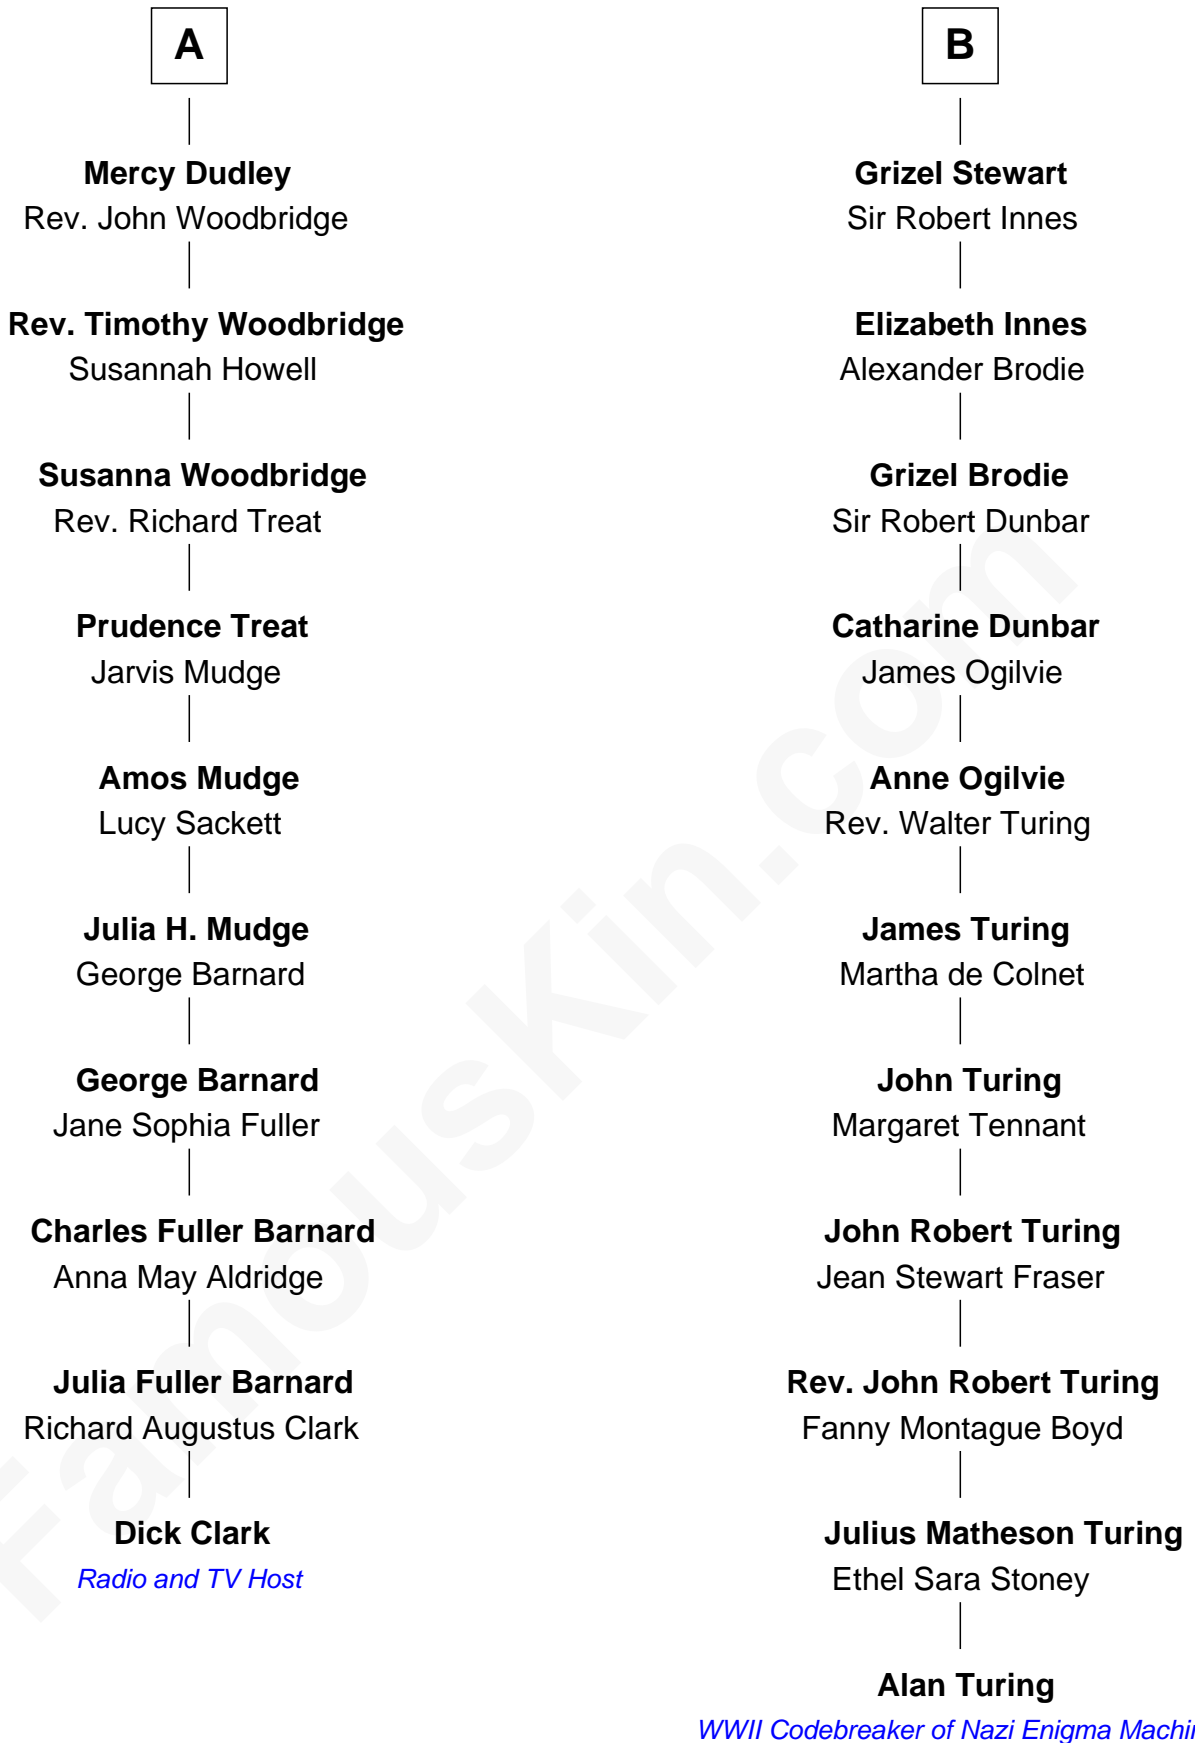 A
Mercy Dudley
Rev. John Woodbridge
Rev. Timothy Woodbridge
Susannah Howell
Susanna Woodbridge
Rev. Richard Treat
Prudence Treat
Jarvis Mudge
Amos Mudge
Lucy Sackett
Julia H. Mudge
George Barnard
George Barnard
Jane Sophia Fuller
Charles Fuller Barnard
Anna May Aldridge
Julia Fuller Barnard
Richard Augustus Clark
Dick Clark
Radio and TV Host
B
Grizel Stewart
Sir Robert Innes
Elizabeth Innes
Alexander Brodie
Grizel Brodie
Sir Robert Dunbar
Catharine Dunbar
James Ogilvie
Anne Ogilvie
Rev. Walter Turing
James Turing
Martha de Colnet
John Turing
Margaret Tennant
John Robert Turing
Jean Stewart Fraser
Rev. John Robert Turing
Fanny Montague Boyd
Julius Matheson Turing
Ethel Sara Stoney
Alan Turing
WWII Codebreaker of Nazi Enigma
FamousKin.com